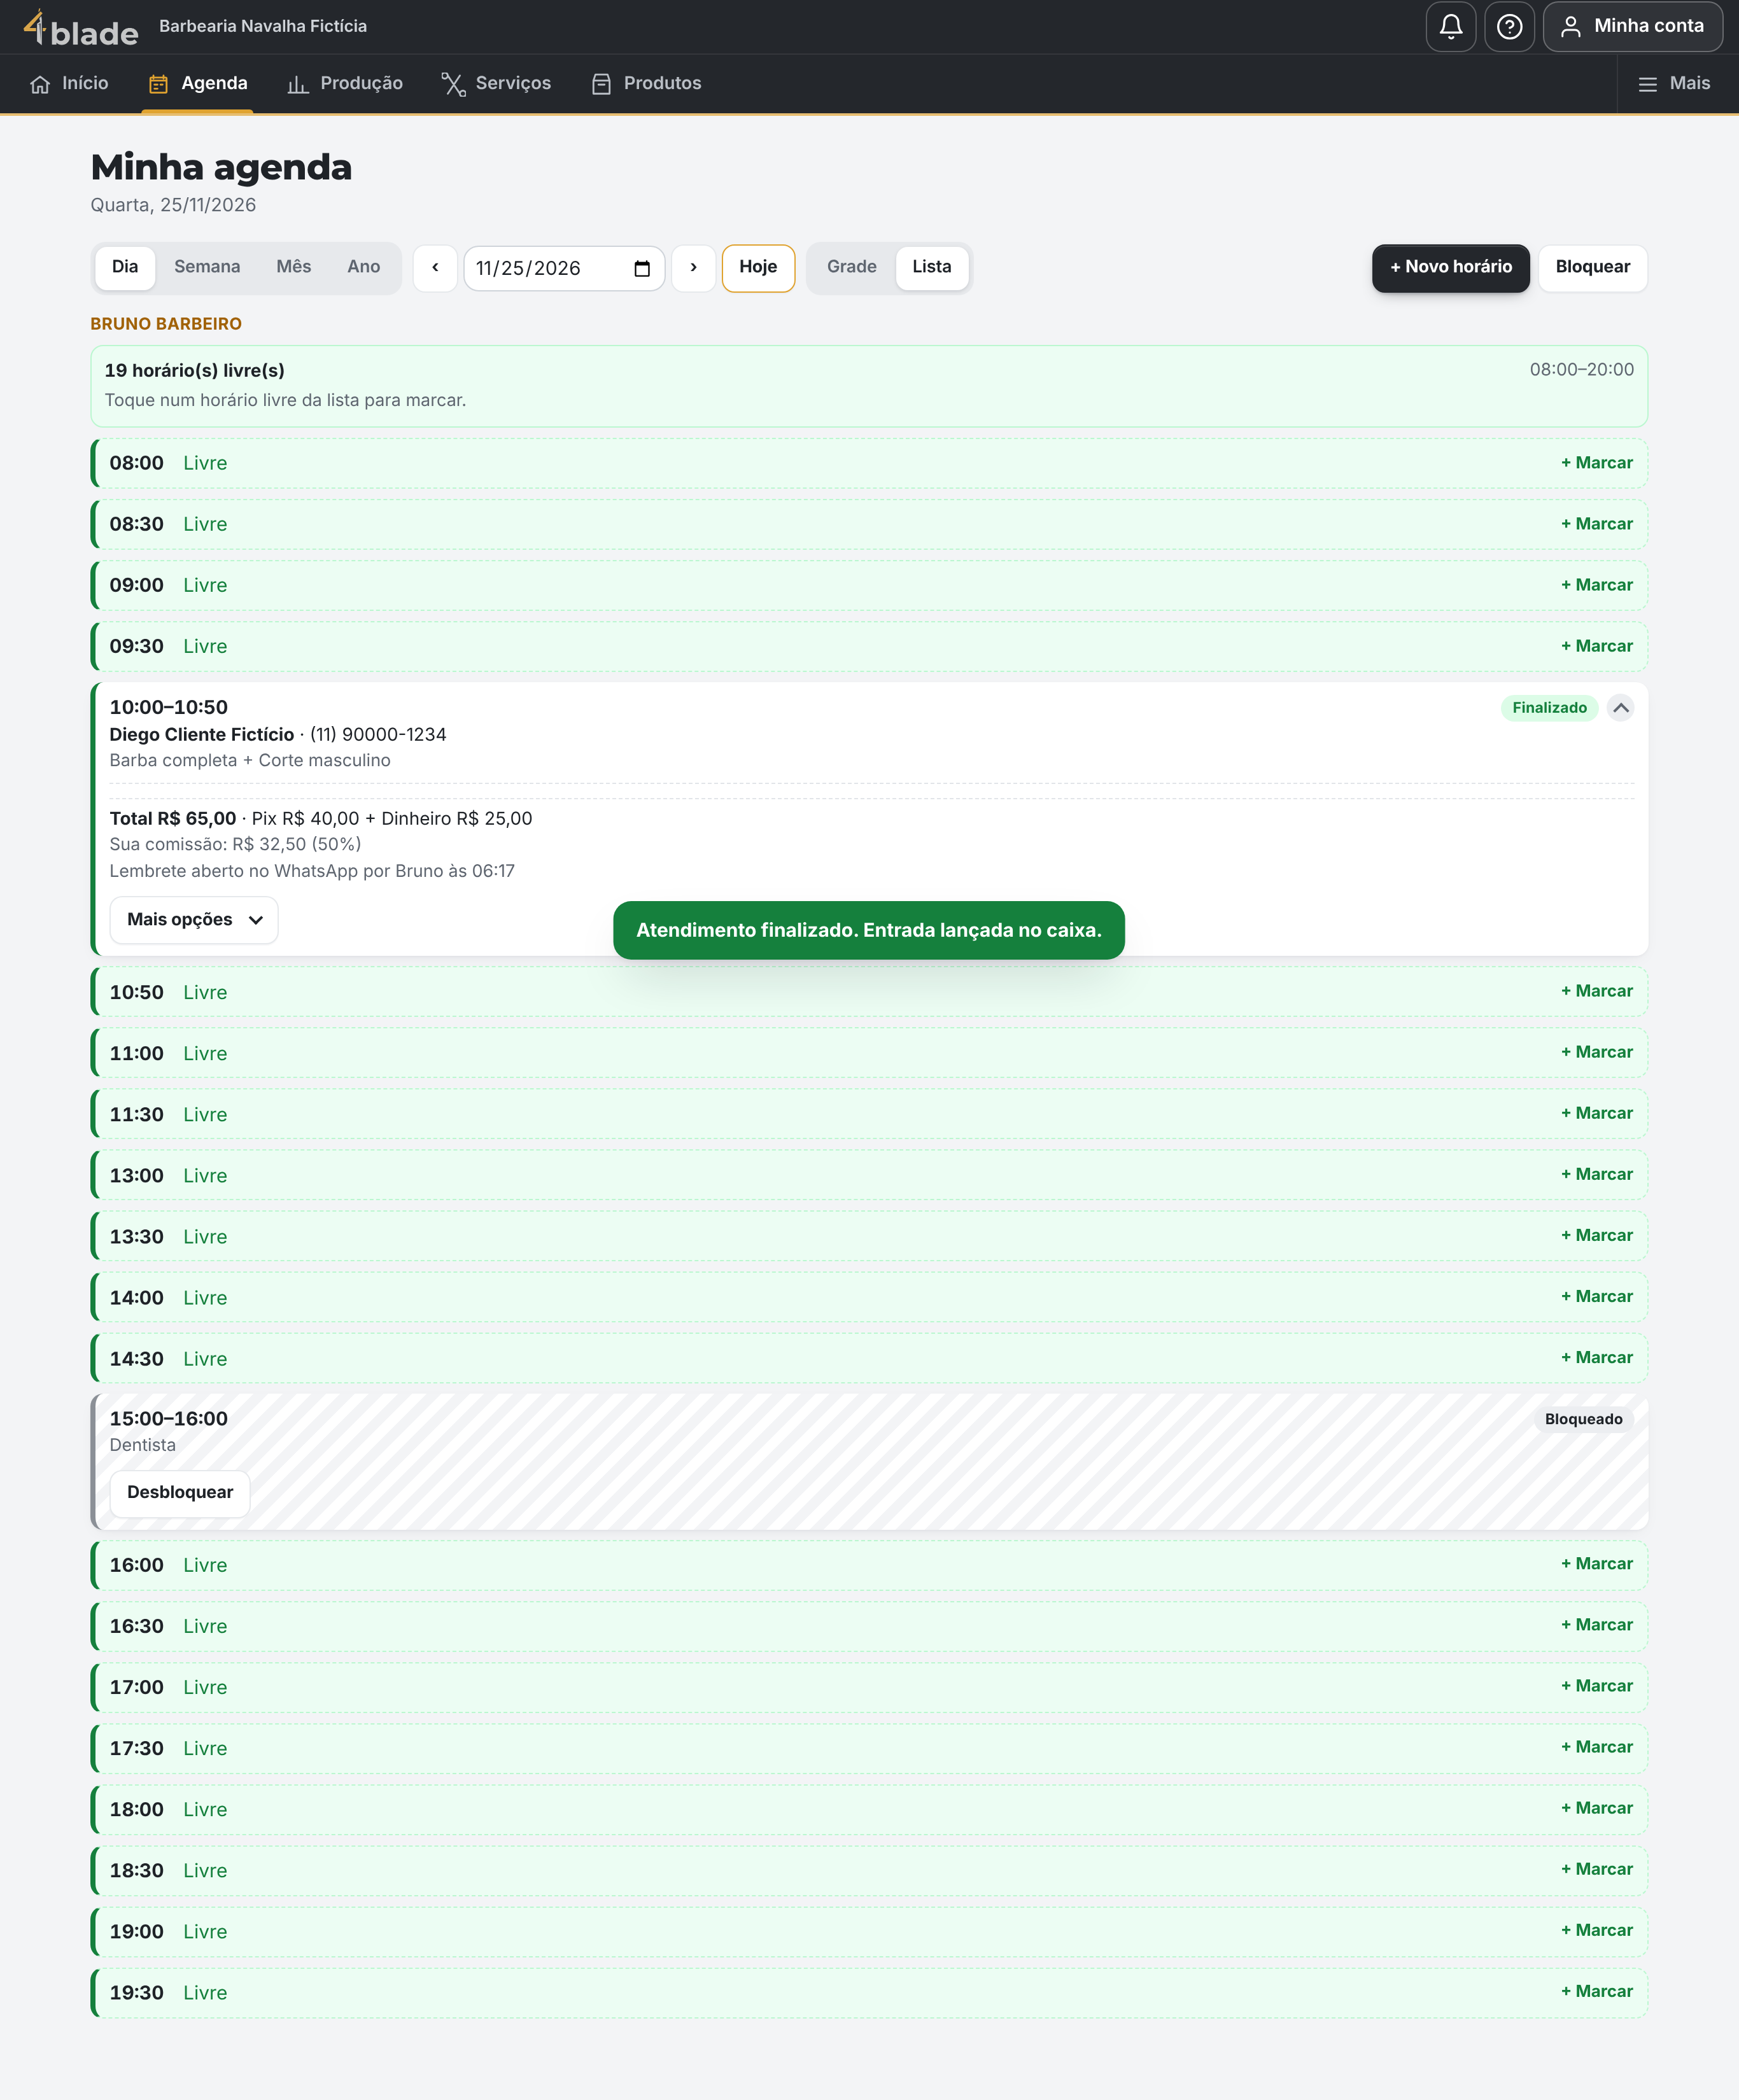 4blade Barbearia Navalha Fictícia Minha conta
Início Agenda Produção Serviços Produtos Mais
Minha agenda
Quarta, 25/11/2026
Dia Semana Mês Ano ‹ 11/25/2026 › Hoje Grade Lista + Novo horário Bloquear
BRUNO BARBEIRO
19 horário(s) livre(s) 08:00–20:00
Toque num horário livre da lista para marcar.
08:00 Livre + Marcar
08:30 Livre + Marcar
09:00 Livre + Marcar
09:30 Livre + Marcar
10:00–10:50 Finalizado
Diego Cliente Fictício · (11) 90000-1234
Barba completa + Corte masculino
Total R$ 65,00 · Pix R$ 40,00 + Dinheiro R$ 25,00
Sua comissão: R$ 32,50 (50%)
Lembrete aberto no WhatsApp por Bruno às 06:17
Mais opções
Atendimento finalizado. Entrada lançada no caixa.
10:50 Livre + Marcar
11:00 Livre + Marcar
11:30 Livre + Marcar
13:00 Livre + Marcar
13:30 Livre + Marcar
14:00 Livre + Marcar
14:30 Livre + Marcar
15:00–16:00 Bloqueado
Dentista
Desbloquear
16:00 Livre + Marcar
16:30 Livre + Marcar
17:00 Livre + Marcar
17:30 Livre + Marcar
18:00 Livre + Marcar
18:30 Livre + Marcar
19:00 Livre + Marcar
19:30 Livre + Marcar